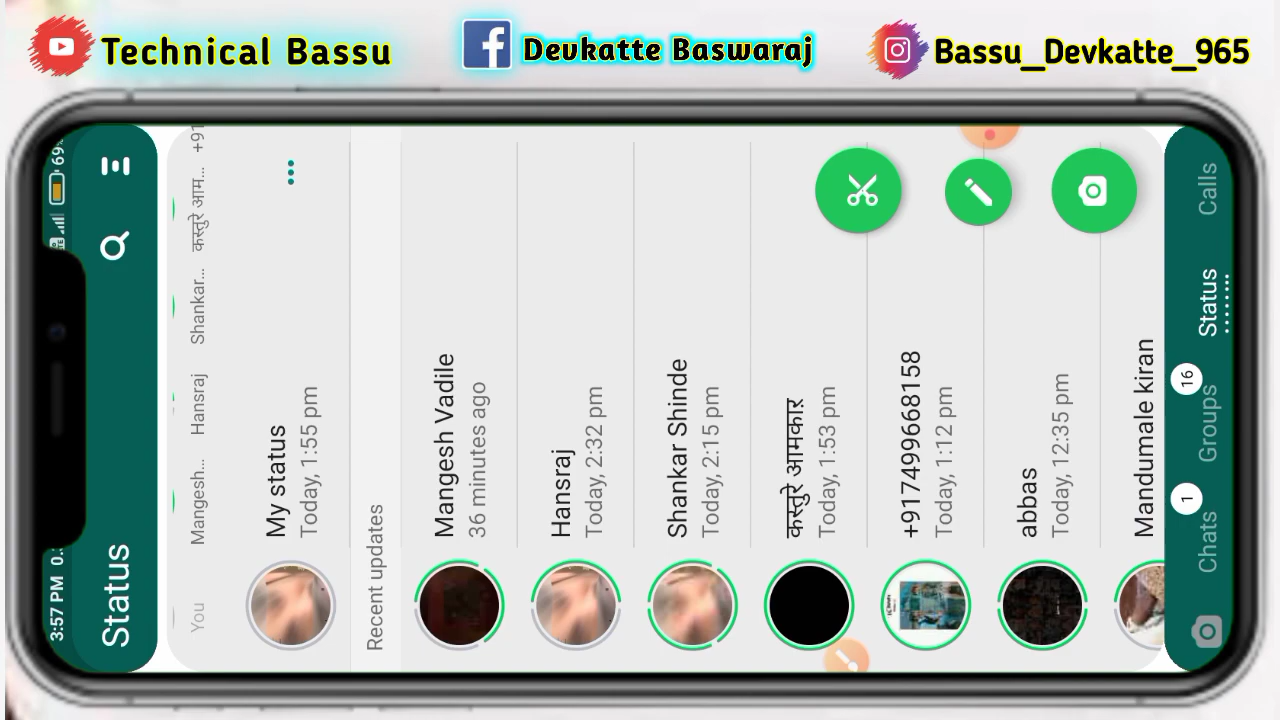 Technical Bassu
Devkatte Baswaraj
Bassu_Devkatte_965
3:57 PM
69
Status
You
Mangesh...
Hansraj
Shankar...
कस्तुरे आम...
+91
My status
Today, 1:55 pm
Recent updates
Mangesh Vadile
36 minutes ago
Hansraj
Today, 2:32 pm
Shankar Shinde
Today, 2:15 pm
कस्तुरे आमकार
Today, 1:53 pm
+917499668158
Today, 1:12 pm
abbas
Today, 12:35 pm
Mandumale kiran
Chats 1
Groups 16
Status
Calls